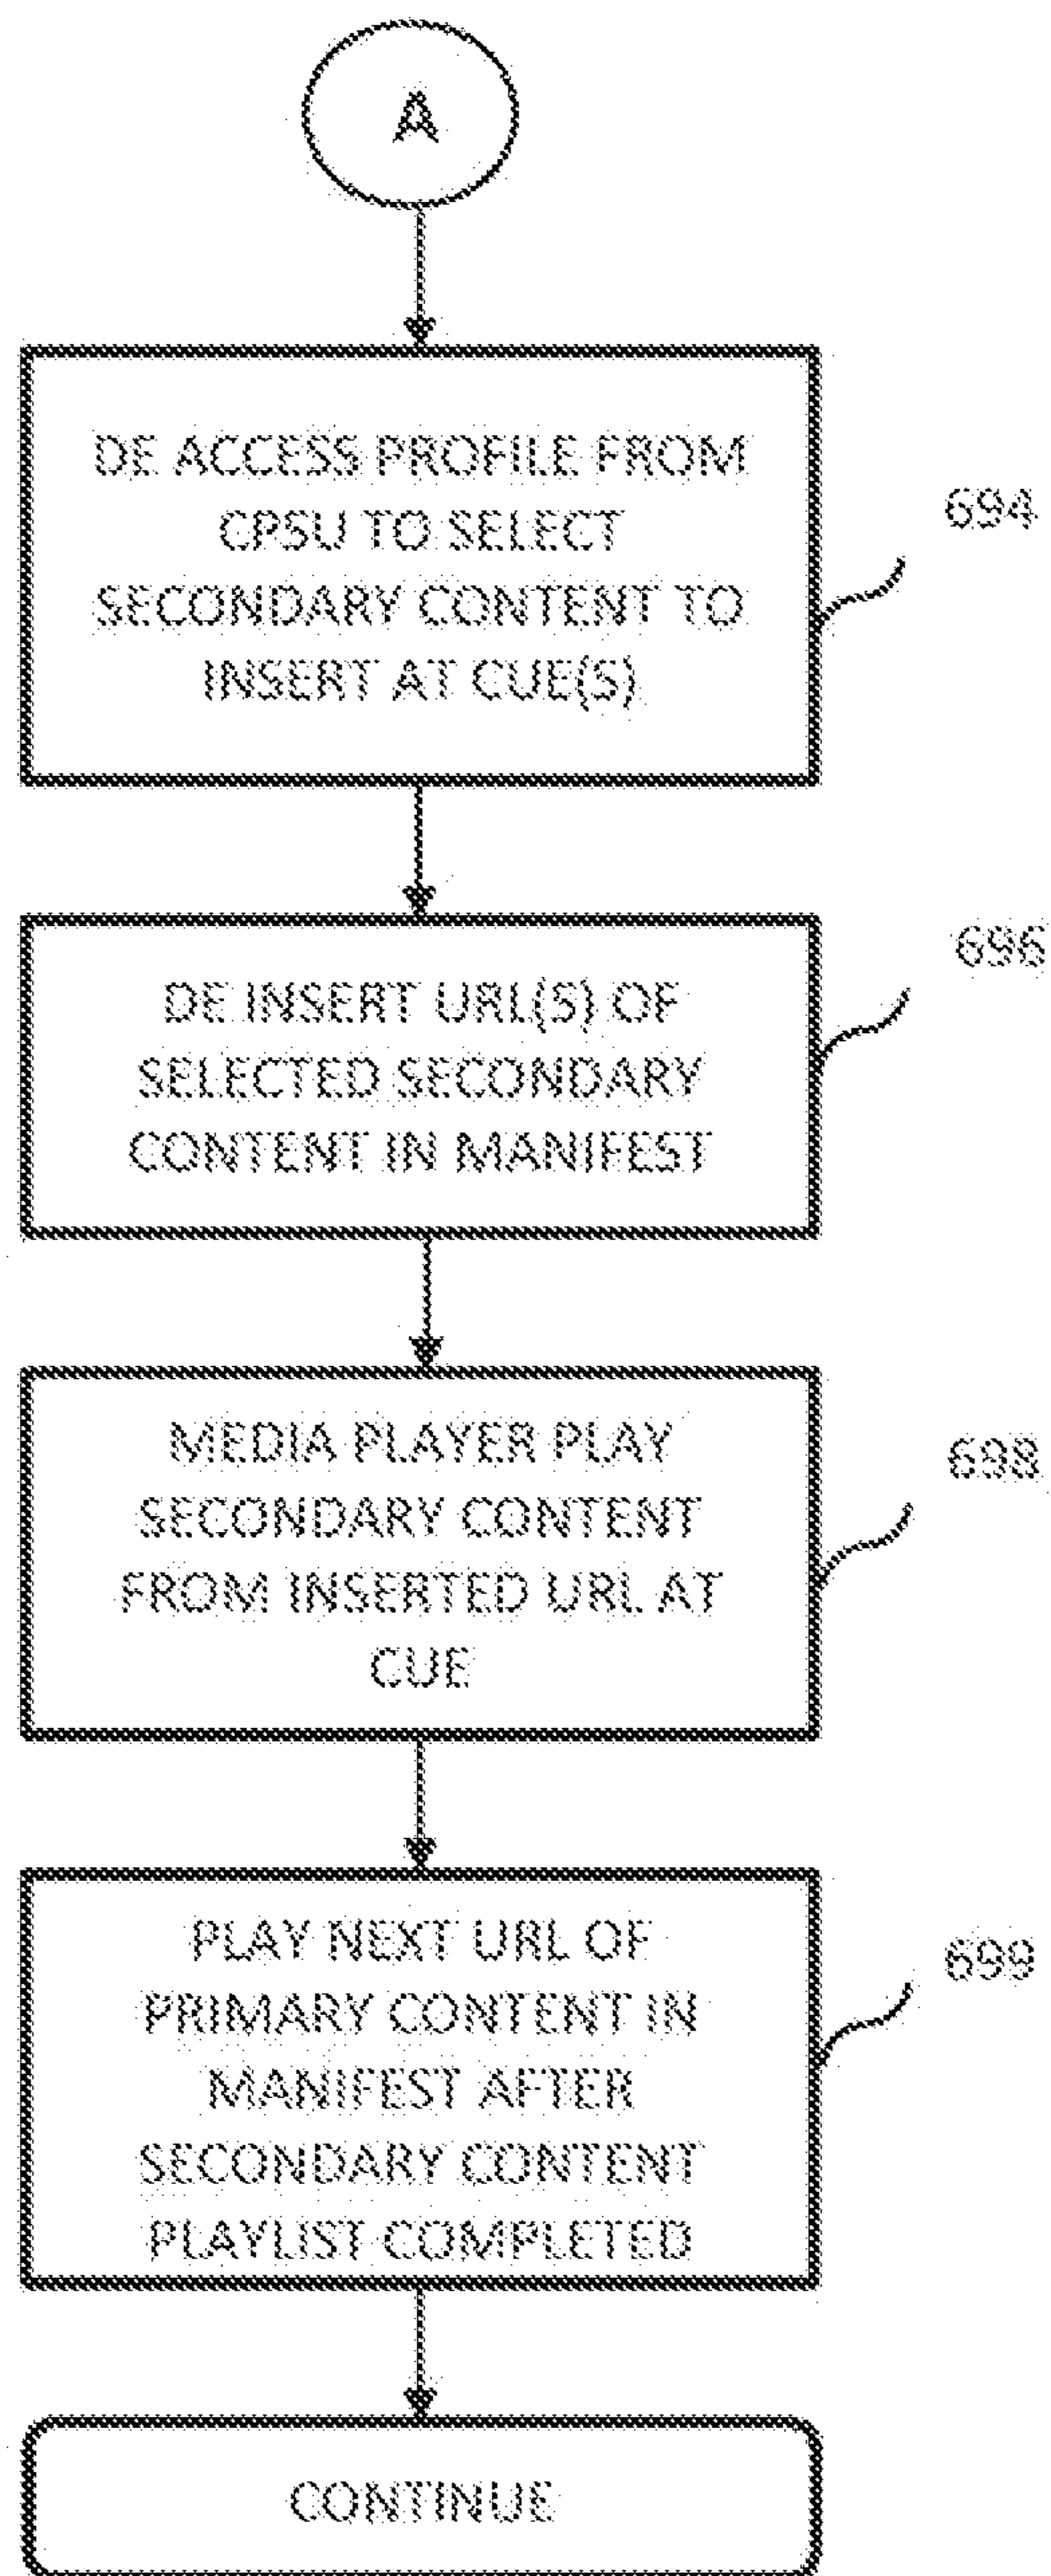 A
DE ACCESS PROFILE FROM
CPSU TO SELECT
SECONDARY CONTENT TO
INSERT AT CUE(S)
694
DE INSERT URL(S) OF
SELECTED SECONDARY
CONTENT IN MANIFEST
696
MEDIA PLAYER PLAY
SECONDARY CONTENT
FROM INSERTED URL AT
CUE
698
PLAY NEXT URL OF
PRIMARY CONTENT IN
MANIFEST AFTER
SECONDARY CONTENT
PLAYLIST COMPLETED
699
CONTINUE